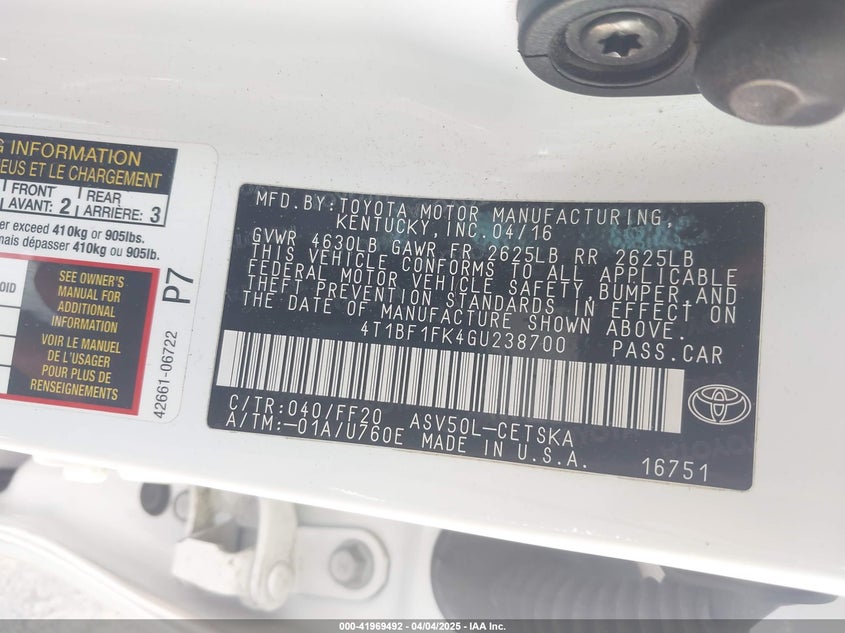 G INFORMATION
EUS ET LE CHARGEMENT
FRONT
AVANT: 2
REAR
ARRIÈRE: 3
er exceed 410kg or 905lbs.
mais dépasser 410kg ou 905lb.
OID
SEE OWNER'S
MANUAL FOR
ADDITIONAL
INFORMATION
VOIR LE MANUEL
DE L'USAGER
POUR PLUS DE
RENSEIGNEMENTS
P7
42661-06722
MFD.BY:TOYOTA MOTOR MANUFACTURING,
KENTUCKY,INC.04/16
GVWR 4630LB GAWR FR 2625LB RR 2625LB
THIS VEHICLE CONFORMS TO ALL APPLICABLE
FEDERAL MOTOR VEHICLE SAFETY,BUMPER,AND
THEFT PREVENTION STANDARDS IN EFFECT ON
THE DATE OF MANUFACTURE SHOWN ABOVE.
4T1BF1FK4GU238700 PASS.CAR
C/TR:040/FF20 ASV50L-CETSKA
A/TM:-01A/U760E MADE IN U.S.A. 16751
000-41969492 - 04/04/2025 - IAA Inc.